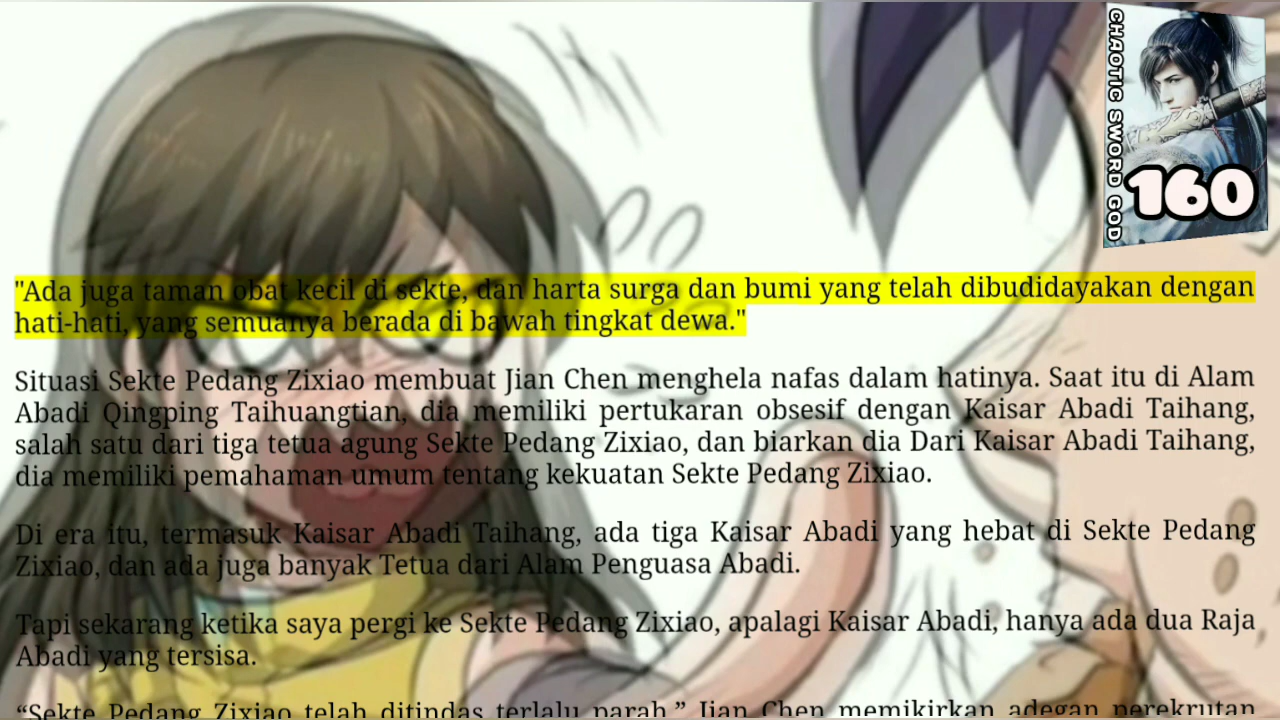 CHAOTIC SWORD GOD
160
"Ada juga taman obat kecil di sekte, dan harta surga dan bumi yang telah dibudidayakan dengan
hati-hati, yang semuanya berada di bawah tingkat dewa."
Situasi Sekte Pedang Zixiao membuat Jian Chen menghela nafas dalam hatinya. Saat itu di Alam
Abadi Qingping Taihuangtian, dia memiliki pertukaran obsesif dengan Kaisar Abadi Taihang,
salah satu dari tiga tetua agung Sekte Pedang Zixiao, dan biarkan dia Dari Kaisar Abadi Taihang,
dia memiliki pemahaman umum tentang kekuatan Sekte Pedang Zixiao.
Di era itu, termasuk Kaisar Abadi Taihang, ada tiga Kaisar Abadi yang hebat di Sekte Pedang
Zixiao, dan ada juga banyak Tetua dari Alam Penguasa Abadi.
Tapi sekarang ketika saya pergi ke Sekte Pedang Zixiao, apalagi Kaisar Abadi, hanya ada dua Raja
Abadi yang tersisa.
“Sekte Pedang Zixiao telah ditindas terlalu parah,” Jian Chen memikirkan adegan perekrutan